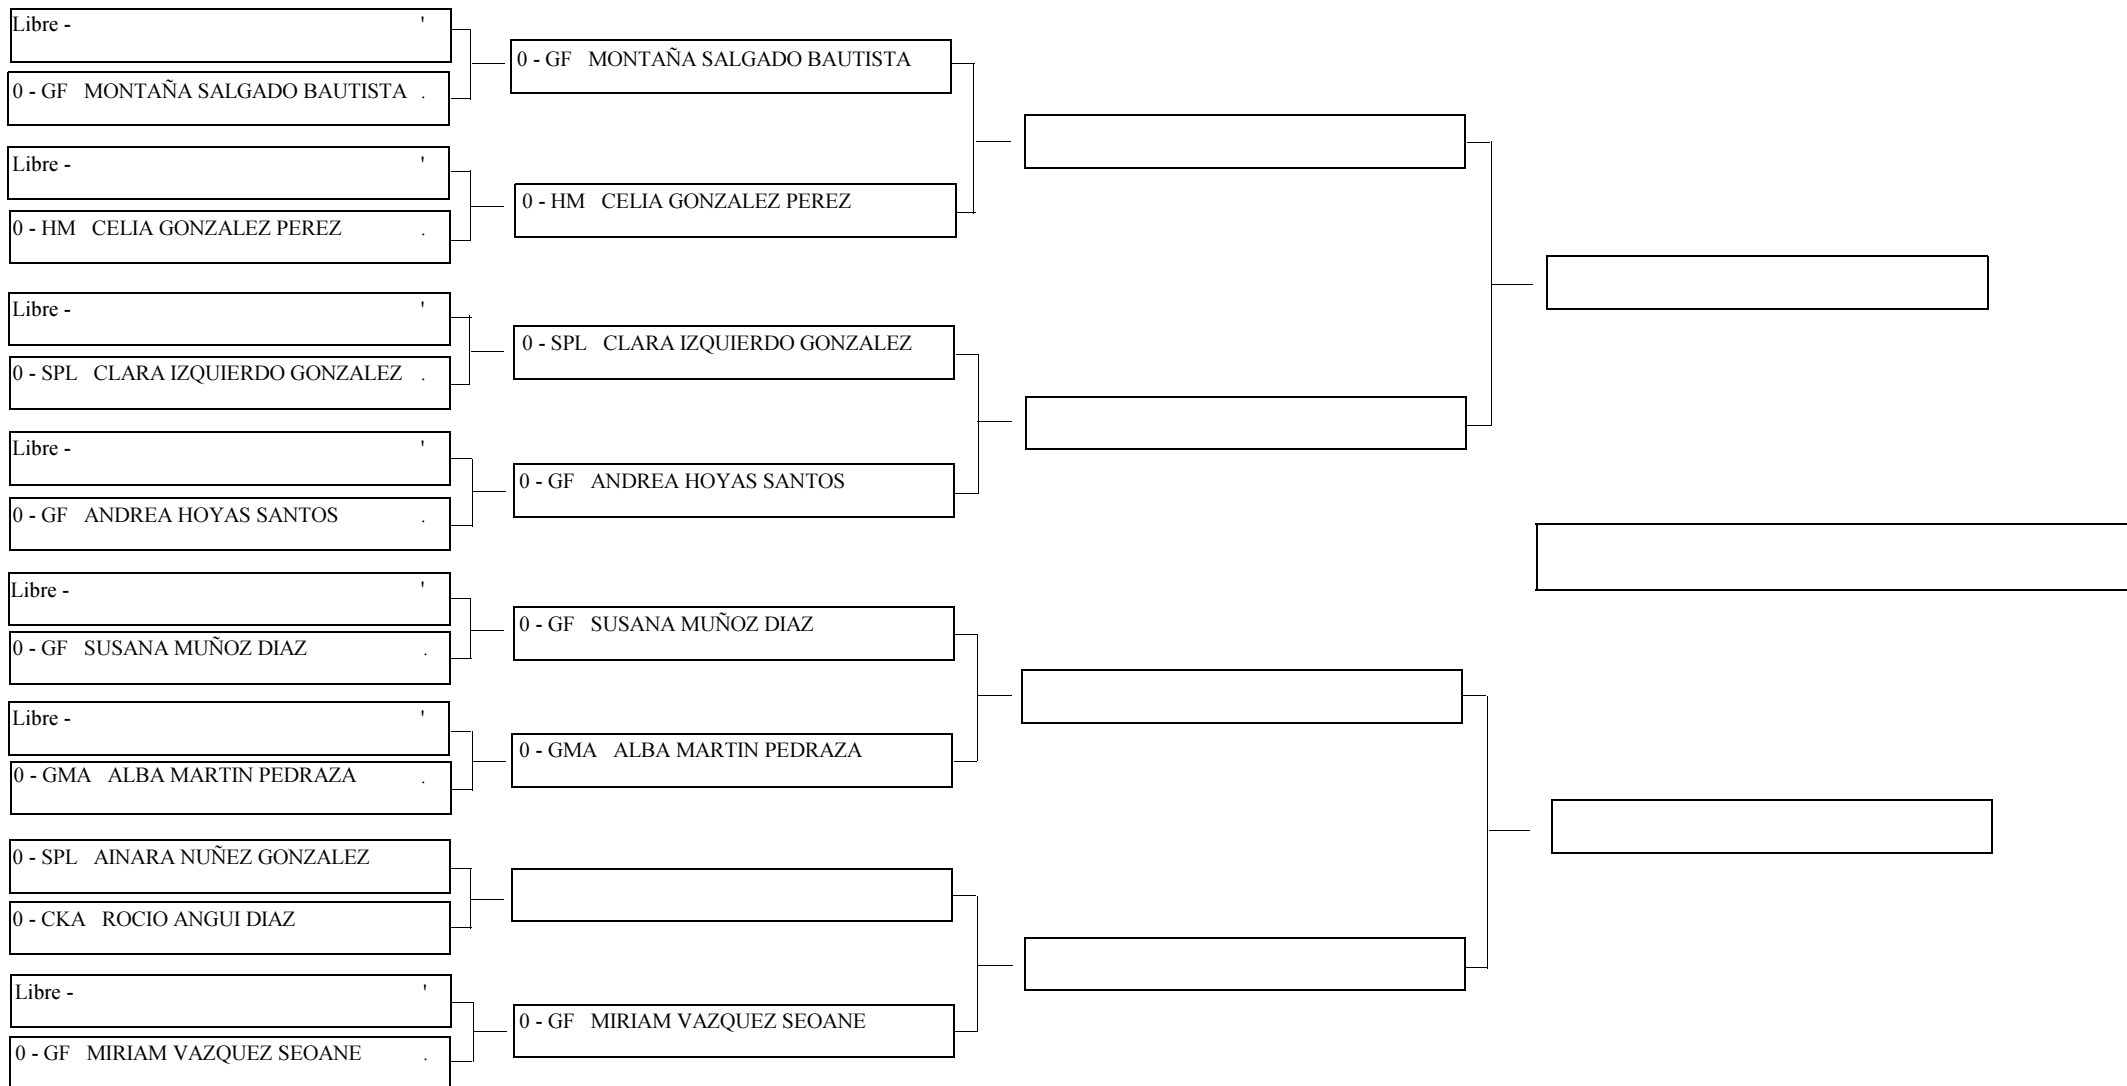 Libre - '
0 - GF MONTAÑA SALGADO BAUTISTA .
Libre - '
0 - HM CELIA GONZALEZ PEREZ .
Libre - '
0 - SPL CLARA IZQUIERDO GONZALEZ .
Libre - '
0 - GF ANDREA HOYAS SANTOS .
Libre - '
0 - GF SUSANA MUÑOZ DIAZ .
Libre - '
0 - GMA ALBA MARTIN PEDRAZA .
0 - SPL AINARA NUÑEZ GONZALEZ
0 - CKA ROCIO ANGUI DIAZ
Libre - '
0 - GF MIRIAM VAZQUEZ SEOANE .
0 - GF MONTAÑA SALGADO BAUTISTA
0 - HM CELIA GONZALEZ PEREZ
0 - SPL CLARA IZQUIERDO GONZALEZ
0 - GF ANDREA HOYAS SANTOS
0 - GF SUSANA MUÑOZ DIAZ
0 - GMA ALBA MARTIN PEDRAZA
0 - GF MIRIAM VAZQUEZ SEOANE